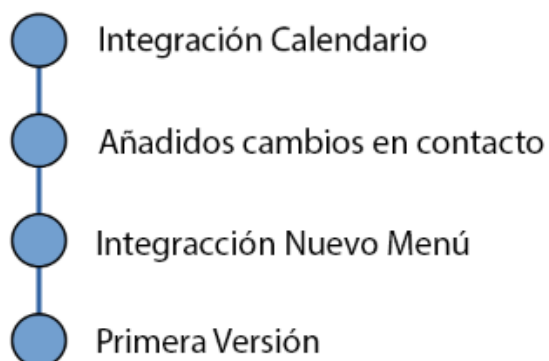 Integración Calendario
Añadidos cambios en contacto
Integracción Nuevo Menú
Primera Versión